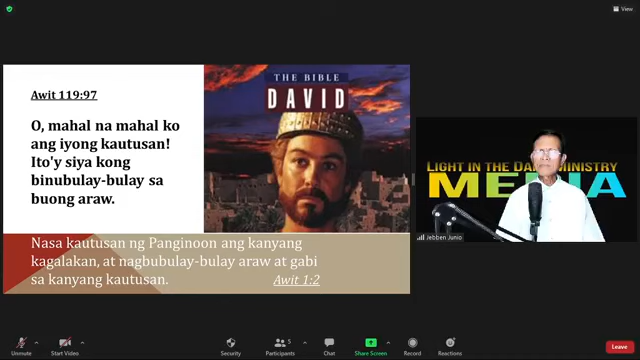 View
Awit 119:97
O, mahal na mahal ko
ang iyong kautusan!
Ito'y siya kong
binubulay-bulay sa
buong araw.
THE BIBLE
DAVID
Nasa kautusan ng Panginoon ang kanyang
kagalakan, at nagbubulay-bulay araw at gabi
sa kanyang kautusan. Awit 1:2
LIGHT IN THE DARK MINISTRY
MEDIA
Jebben Junio
Unmute
Start Video
Security
Participants
5
Chat
Share Screen
Record
Reactions
Leave